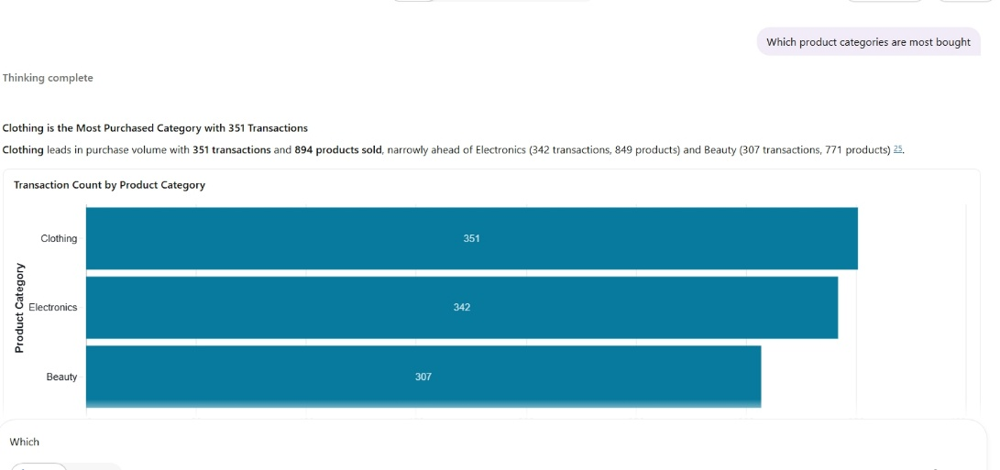 Which product categories are most bought
Thinking complete
Clothing is the Most Purchased Category with 351 Transactions
Clothing leads in purchase volume with 351 transactions and 894 products sold, narrowly ahead of Electronics (342 transactions, 849 products) and Beauty (307 transactions, 771 products) 25.
Transaction Count by Product Category
Product Category
Clothing
351
Electronics
342
Beauty
307
Which